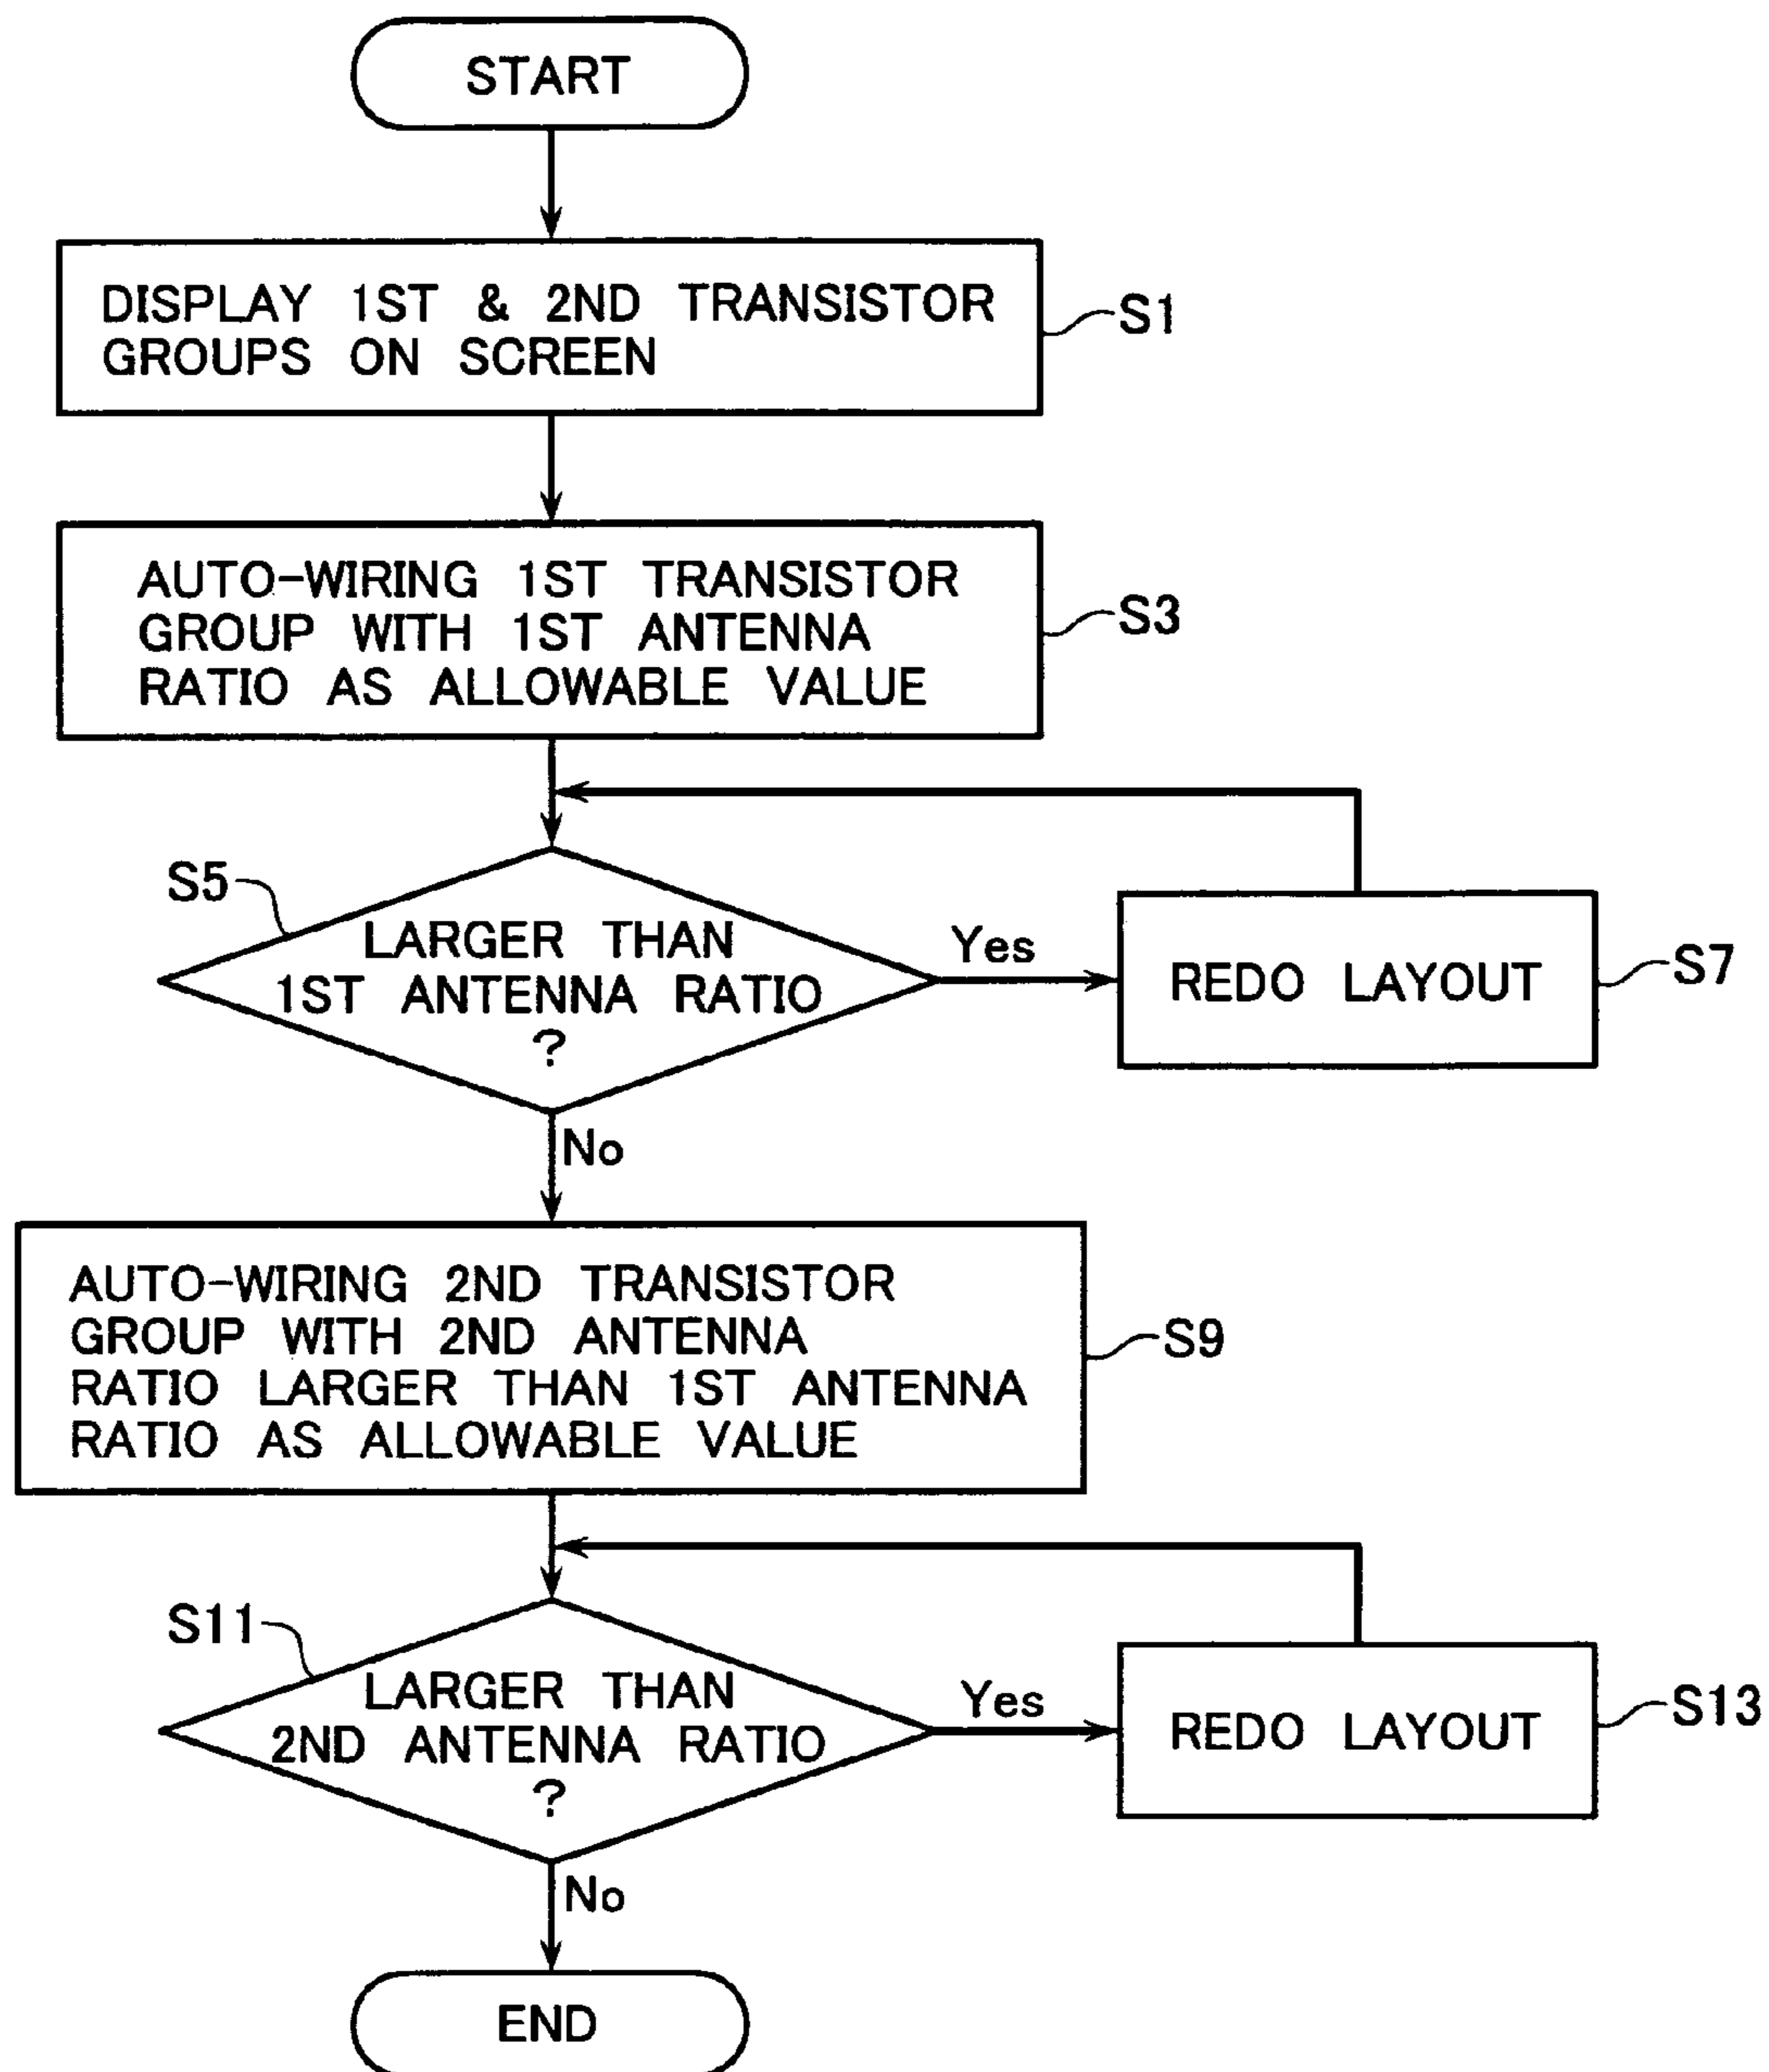 START
DISPLAY 1ST & 2ND TRANSISTOR
GROUPS ON SCREEN
S1
AUTO-WIRING 1ST TRANSISTOR
GROUP WITH 1ST ANTENNA
RATIO AS ALLOWABLE VALUE
S3
S5
LARGER THAN
1ST ANTENNA RATIO
?
Yes
REDO LAYOUT
S7
No
AUTO-WIRING 2ND TRANSISTOR
GROUP WITH 2ND ANTENNA
RATIO LARGER THAN 1ST ANTENNA
RATIO AS ALLOWABLE VALUE
S9
S11
LARGER THAN
2ND ANTENNA RATIO
?
Yes
REDO LAYOUT
S13
No
END